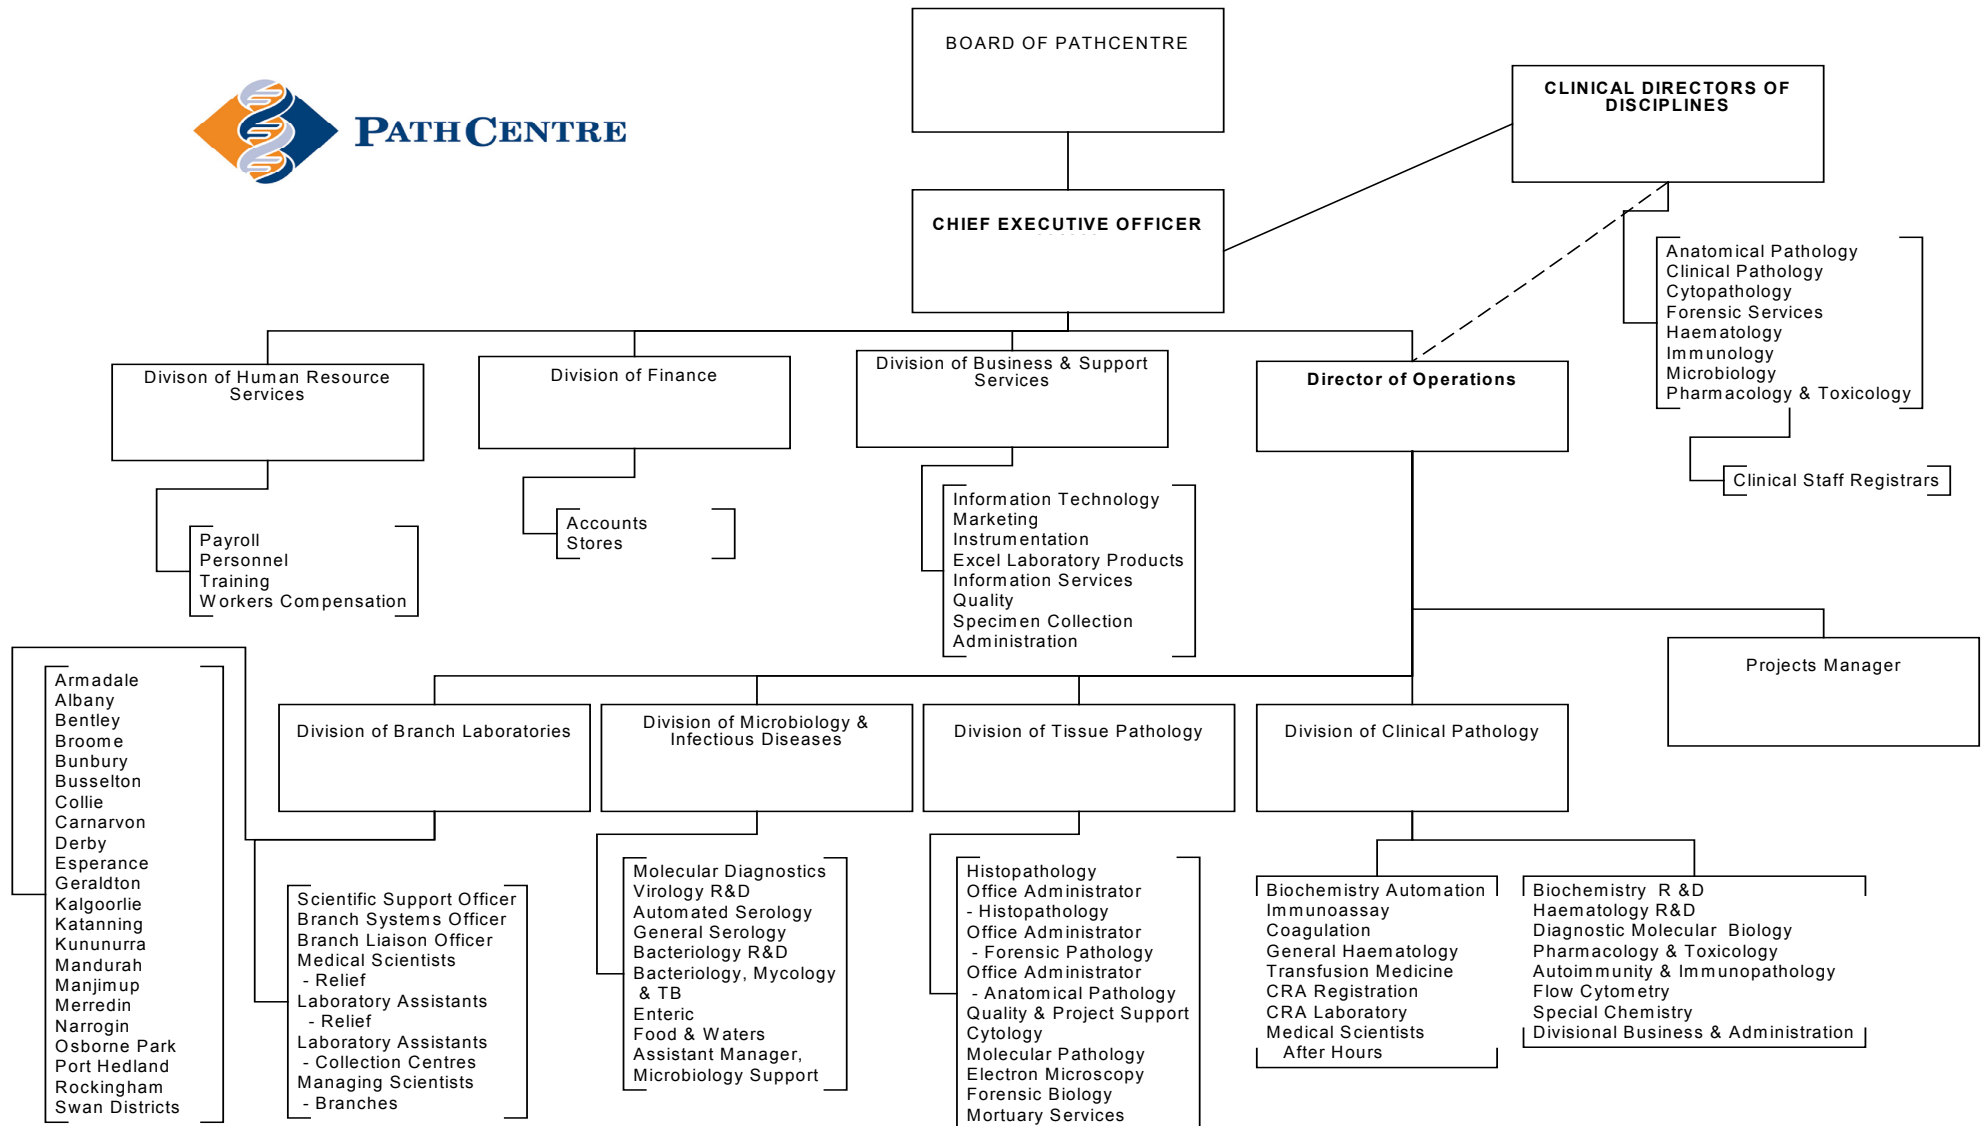 BOARD OF PATHCENTRE
CLINICAL DIRECTORS OF
DISCIPLINES
PATHCENTRE
CHIEF EXECUTIVE OFFICER
Anatomical Pathology
Clinical Pathology
Cytopathology
Forensic Services
Haematology
Immunology
Microbiology
Pharmacology & Toxicology
Clinical Staff Registrars
Divison of Human Resource
Services
Division of Finance
Division of Business & Support
Services
Director of Operations
Payroll
Personnel
Training
Workers Compensation
Accounts
Stores
Information Technology
Marketing
Instrumentation
Excel Laboratory Products
Information Services
Quality
Specimen Collection
Administration
Projects Manager
Division of Branch Laboratories
Division of Microbiology &
Infectious Diseases
Division of Tissue Pathology
Division of Clinical Pathology
Armadale
Albany
Bentley
Broome
Bunbury
Busselton
Collie
Carnarvon
Derby
Esperance
Geraldton
Kalgoorlie
Katanning
Kununurra
Mandurah
Manjimup
Merredin
Narrogin
Osborne Park
Port Hedland
Rockingham
Swan Districts
Scientific Support Officer
Branch Systems Officer
Branch Liaison Officer
Medical Scientists
- Relief
Laboratory Assistants
- Relief
Laboratory Assistants
- Collection Centres
Managing Scientists
- Branches
Molecular Diagnostics
Virology R&D
Automated Serology
General Serology
Bacteriology R&D
Bacteriology, Mycology
& TB
Enteric
Food & Waters
Assistant Manager,
Microbiology Support
Histopathology
Office Administrator
- Histopathology
Office Administrator
- Forensic Pathology
Office Administrator
- Anatomical Pathology
Quality & Project Support
Cytology
Molecular Pathology
Electron Microscopy
Forensic Biology
Mortuary Services
Biochemistry Automation
Immunoassay
Coagulation
General Haematology
Transfusion Medicine
CRA Registration
CRA Laboratory
Medical Scientists
After Hours
Biochemistry R &D
Haematology R&D
Diagnostic Molecular Biology
Pharmacology & Toxicology
Autoimmunity & Immunopathology
Flow Cytometry
Special Chemistry
Divisional Business & Administration